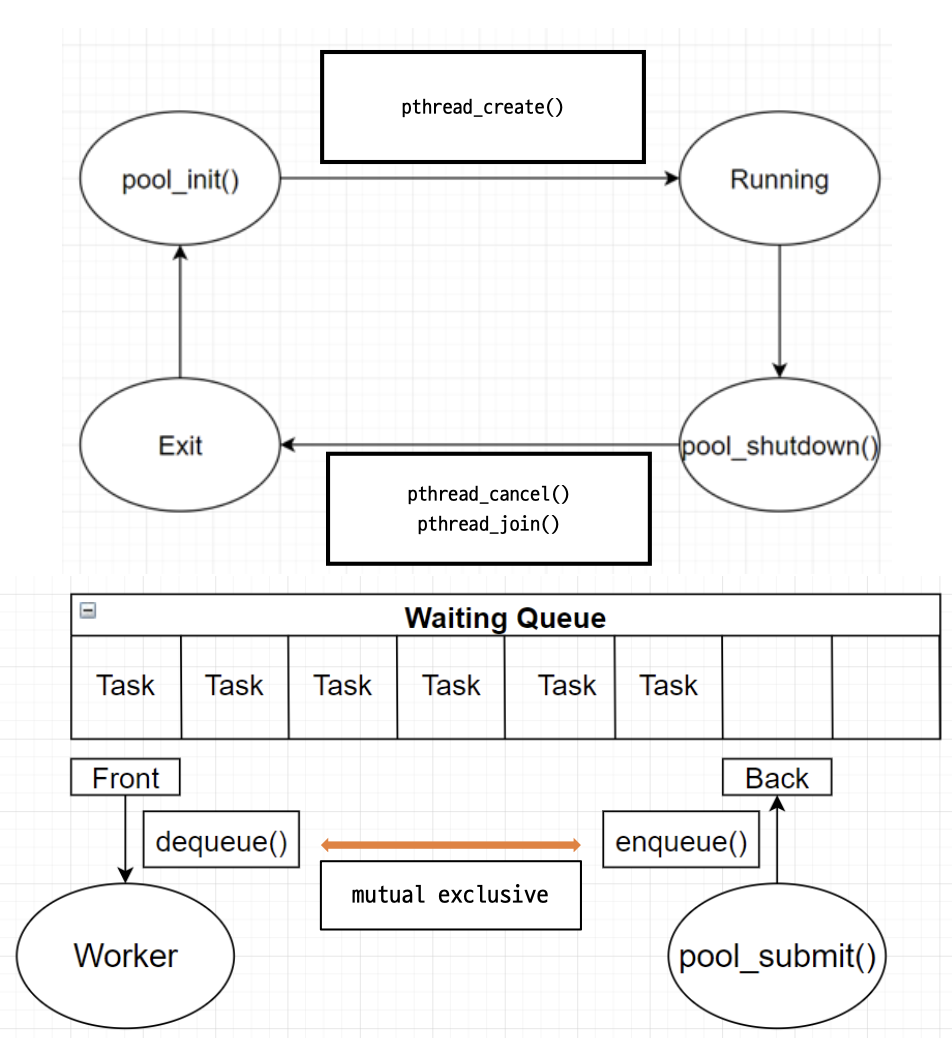 pthread_create()
pool_init()
Running
Exit
pool_shutdown()
pthread_cancel()
pthread_join()
Waiting Queue
Task Task Task Task Task Task
Front
Back
dequeue()
enqueue()
mutual exclusive
Worker
pool_submit()